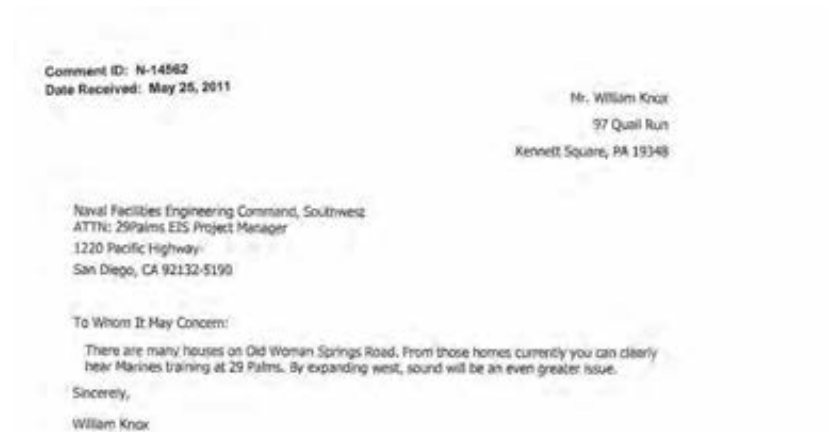 Comment ID: N-14562
Date Received: May 25, 2011
Mr. William Knox
97 Quail Run
Kennett Square, PA 19348
Naval Facilities Engineering Command, Southwest
ATTN: 29Palms EIS Project Manager
1220 Pacific Highway
San Diego, CA 92132-5190
To Whom It May Concern:
There are many houses on Old Woman Springs Road. From those homes currently you can clearly
hear Marines training at 29 Palms. By expanding west, sound will be an even greater issue.
Sincerely,
William Knox